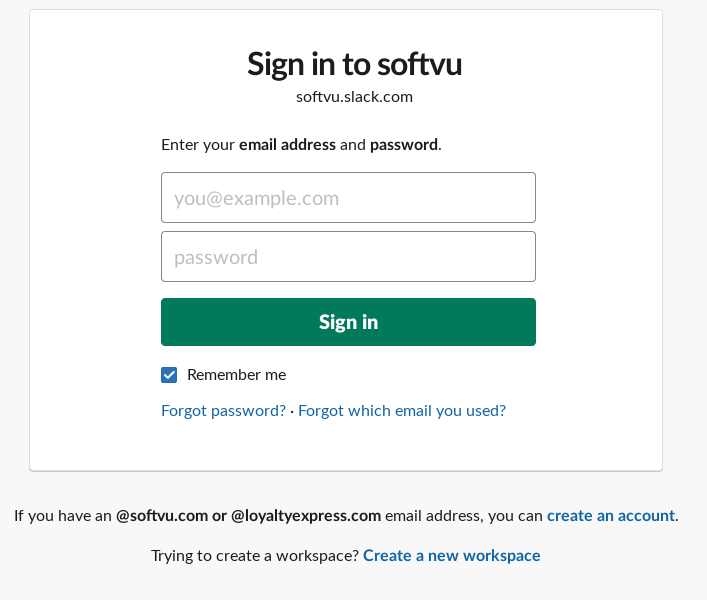 Sign in to softvu
softvu.slack.com
Enter your email address and password.
you@example.com
password
Sign in
Remember me
Forgot password? · Forgot which email you used?
If you have an @softvu.com or @loyaltyexpress.com email address, you can create an account.
Trying to create a workspace? Create a new workspace